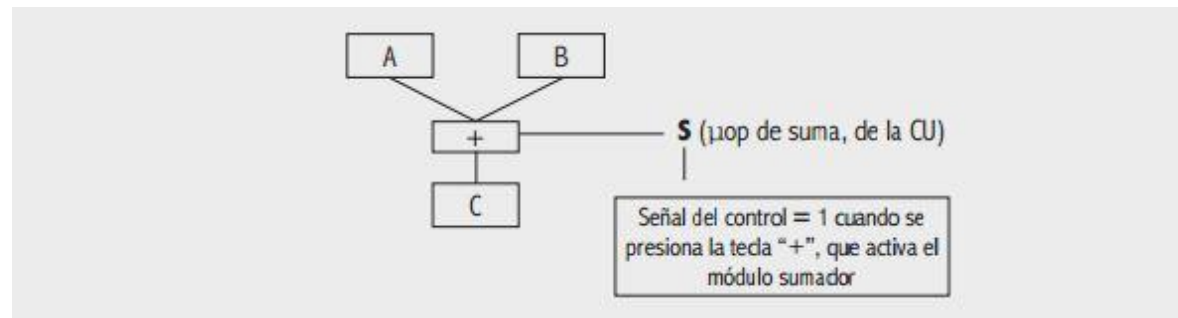 A
B
+
S (μop de suma, de la CU)
C
Señal del control = 1 cuando se
presiona la tecla “+”, que activa el
módulo sumador